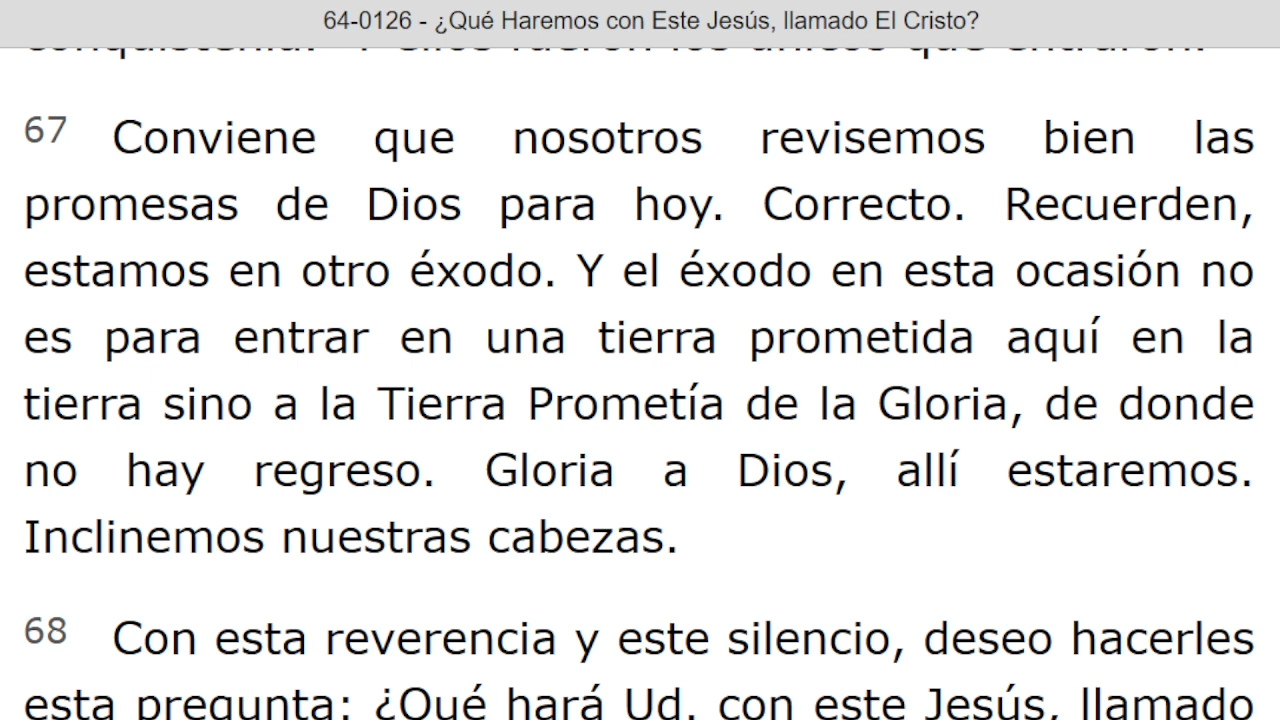 64-0126 - ¿Qué Haremos con Este Jesús, llamado El Cristo?
67 Conviene que nosotros revisemos bien las
promesas de Dios para hoy. Correcto. Recuerden,
estamos en otro éxodo. Y el éxodo en esta ocasión no
es para entrar en una tierra prometida aquí en la
tierra sino a la Tierra Prometía de la Gloria, de donde
no hay regreso. Gloria a Dios, allí estaremos.
Inclinemos nuestras cabezas.
68 Con esta reverencia y este silencio, deseo hacerles
esta pregunta: ¿Qué hará Ud. con este Jesús, llamado